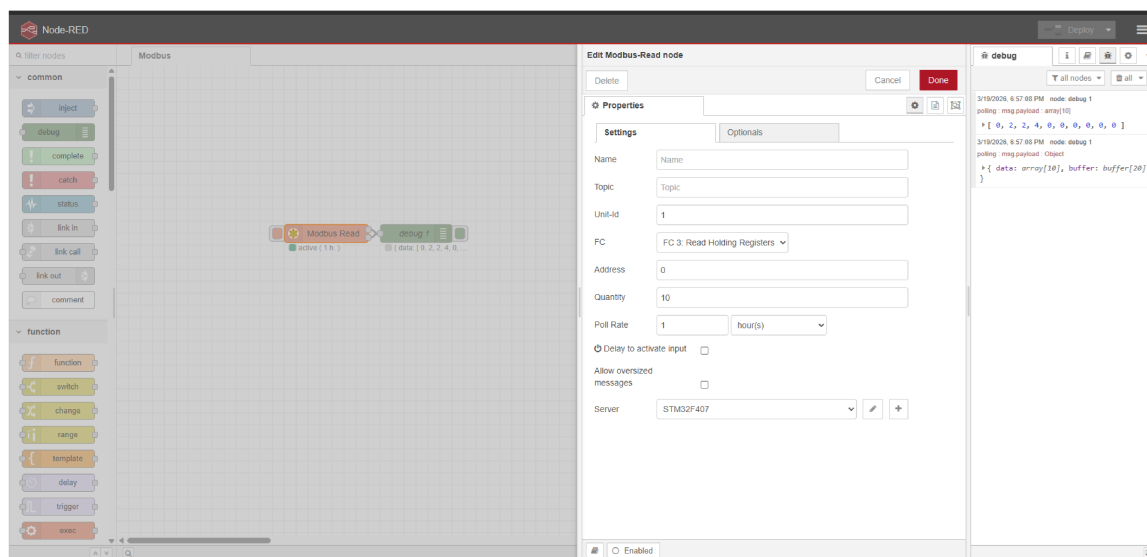 Node-RED
Deploy
filter nodes
common
inject
debug
complete
catch
status
link in
link call
link out
comment
function
function
switch
change
range
template
delay
trigger
exec
Modbus
Modbus Read
active ( 1 h. )
debug 1
{ data: [ 0, 2, 2, 4, 0,
Edit Modbus-Read node
Delete
Cancel
Done
Properties
Settings
Optionals
Name
Name
Topic
Topic
Unit-Id
1
FC
FC 3: Read Holding Registers
Address
0
Quantity
10
Poll Rate
1
hour(s)
Delay to activate input
Allow oversized
messages
Server
STM32F407
Enabled
debug
all nodes
all
3/19/2026, 6:57:08 PM node: debug 1
polling : msg.payload : array[10]
[ 0, 2, 2, 4, 0, 0, 0, 0, 0, 0 ]
3/19/2026, 6:57:08 PM node: debug 1
polling : msg.payload : Object
{ data: array[10], buffer: buffer[20]
}